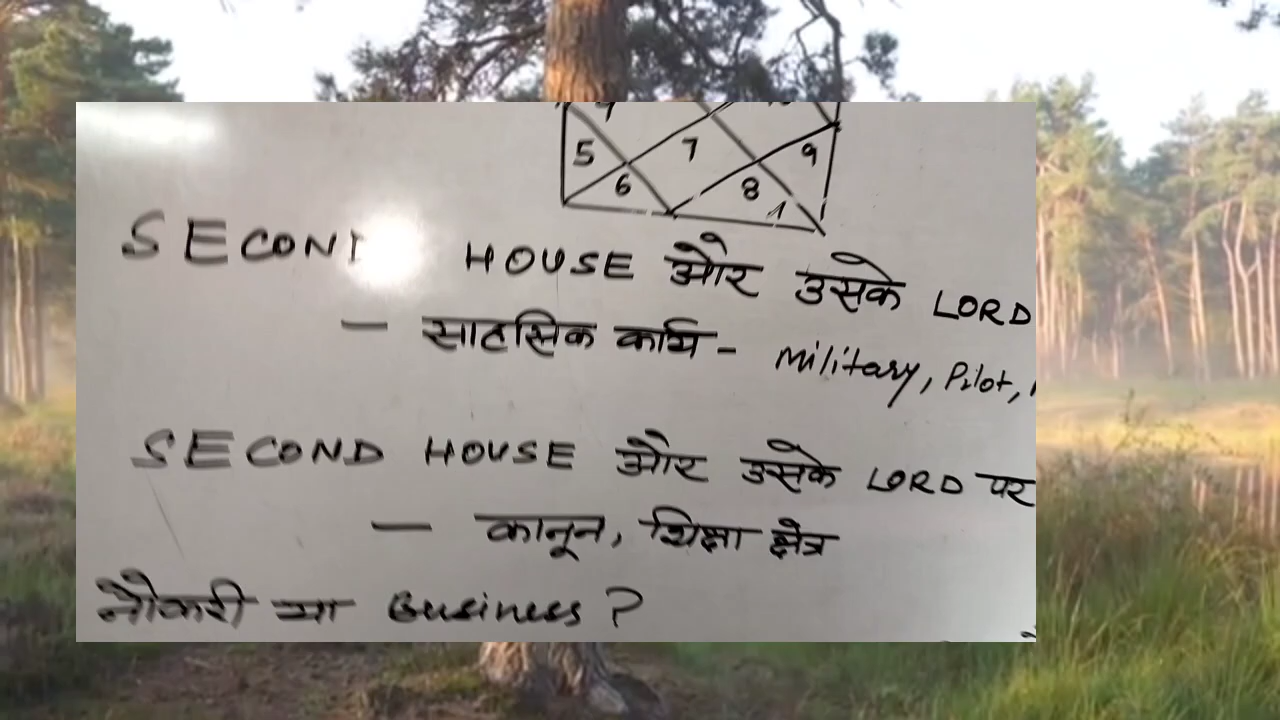 5 7 9
6 8 1
SECOND HOUSE और उसके LORD
- साहसिक कार्य - Military, Pilot,
SECOND HOUSE और उसके LORD पर
- कानून, शिक्षा क्षेत्र
नौकरी या Business?